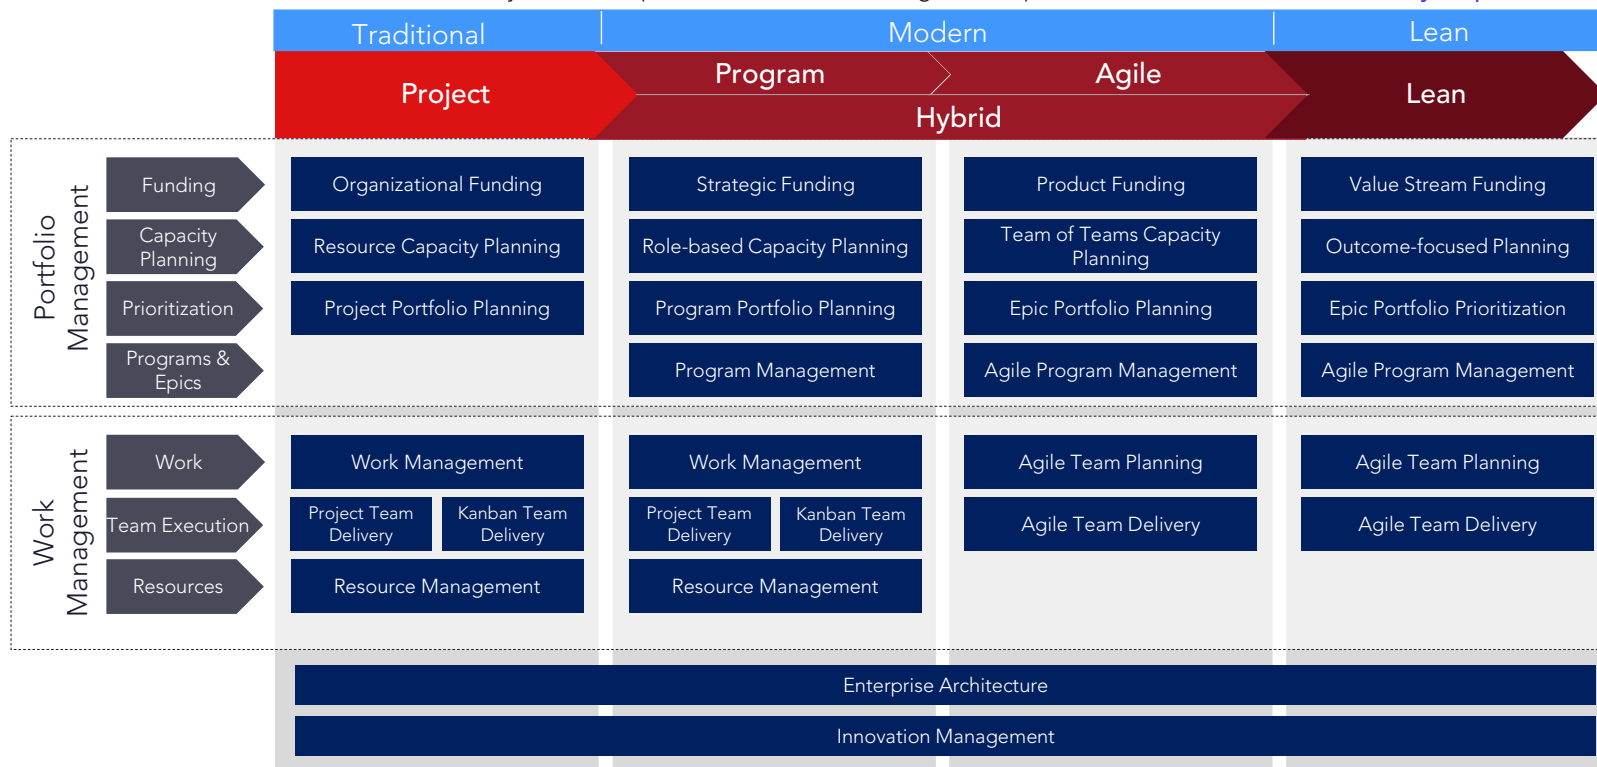 Traditional
Modern
Lean
Project
Program
Agile
Hybrid
Lean
Portfolio
Management
Funding
Organizational Funding
Strategic Funding
Product Funding
Value Stream Funding
Capacity
Planning
Resource Capacity Planning
Role-based Capacity Planning
Team of Teams Capacity
Planning
Outcome-focused Planning
Prioritization
Project Portfolio Planning
Program Portfolio Planning
Epic Portfolio Planning
Epic Portfolio Prioritization
Programs &
Epics
Program Management
Agile Program Management
Agile Program Management
Work
Management
Work
Work Management
Work Management
Agile Team Planning
Agile Team Planning
Team Execution
Project Team
Delivery
Kanban Team
Delivery
Project Team
Delivery
Kanban Team
Delivery
Agile Team Delivery
Agile Team Delivery
Resources
Resource Management
Resource Management
Enterprise Architecture
Innovation Management